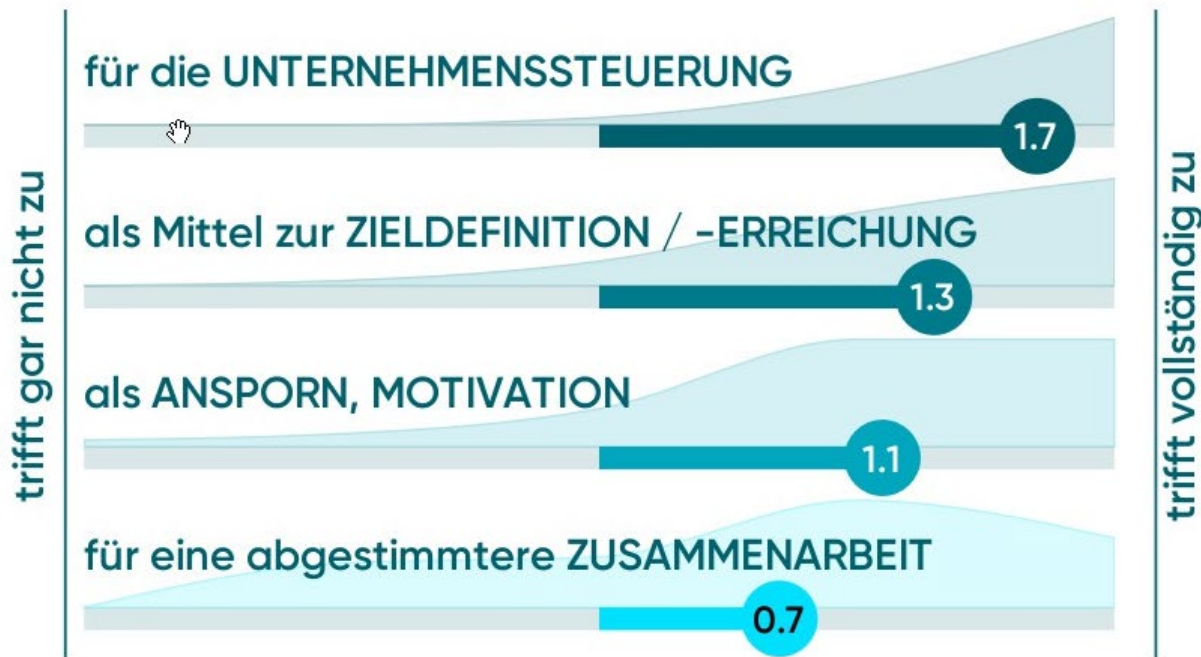 für die UNTERNEHMENSSTEUERUNG
1.7
als Mittel zur ZIELDEFINITION / -ERREICHUNG
1.3
als ANSPORN, MOTIVATION
1.1
für eine abgestimmtere ZUSAMMENARBEIT
0.7
trifft gar nicht zu
trifft vollständig zu